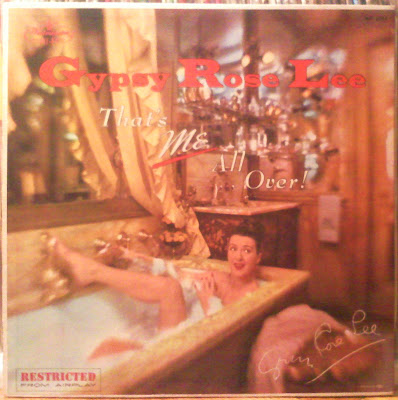 Gypsy Rose Lee
That's
ME
All
Over!
Gypsy Rose Lee
RESTRICTED
FROM AIRPLAY